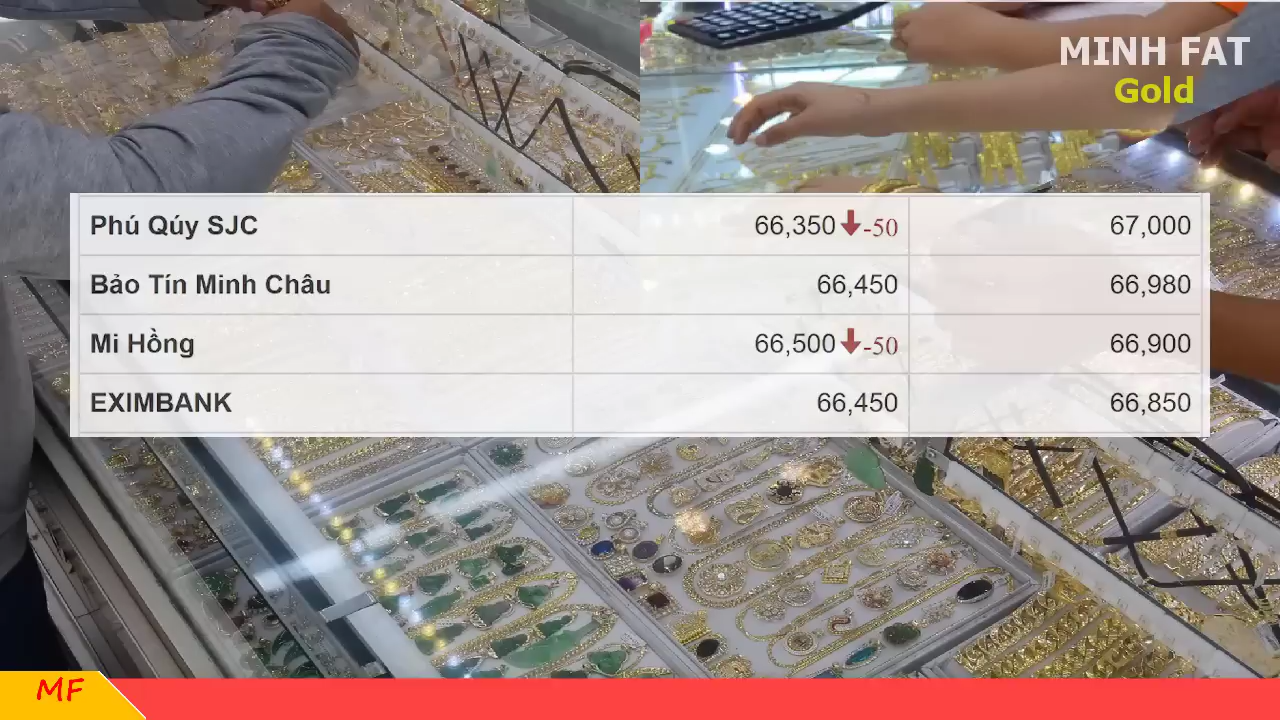 MINH FAT
Gold
Phú Qúy SJC 66,350 -50 67,000
Bảo Tín Minh Châu 66,450 66,980
Mi Hồng 66,500 -50 66,900
EXIMBANK 66,450 66,850
MF